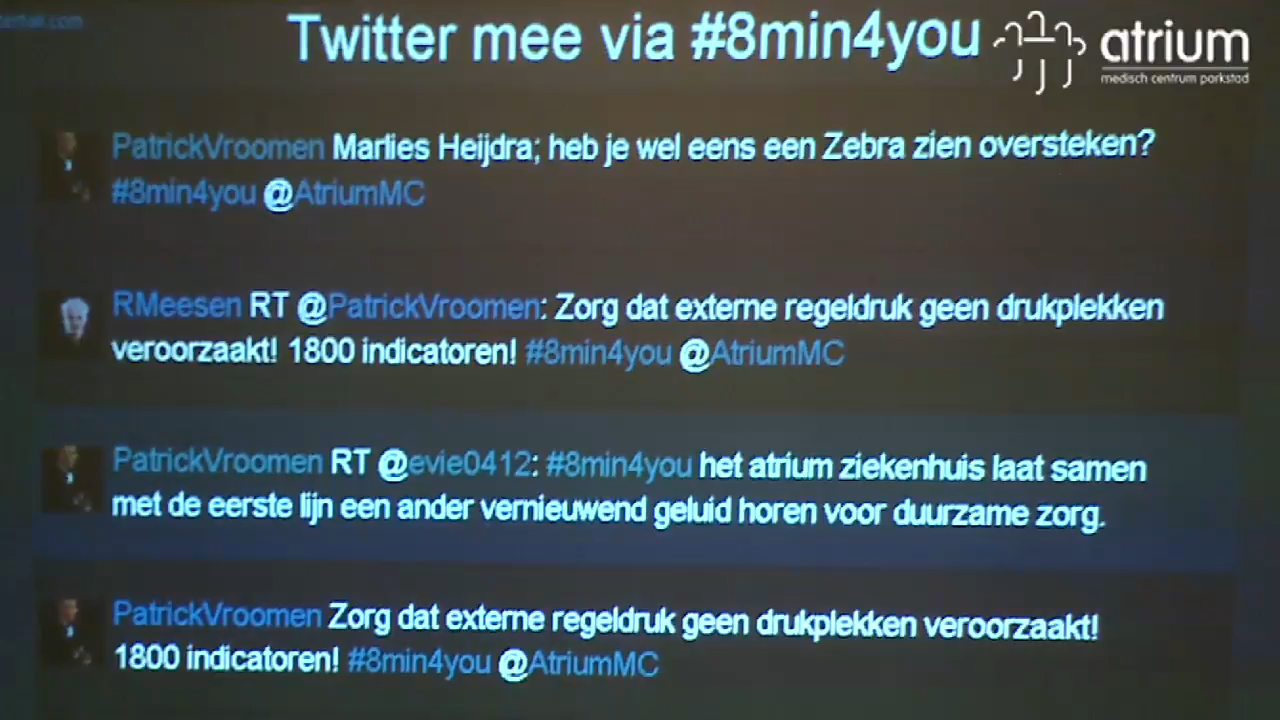 Twitter mee via #8min4you
atrium
medisch centrum parkstad
PatrickVroomen Marlies Heijdra; heb je wel eens een Zebra zien oversteken?
#8min4you @AtriumMC
RMeesen RT @PatrickVroomen: Zorg dat externe regeldruk geen drukplekken
veroorzaakt! 1800 indicatoren! #8min4you @AtriumMC
PatrickVroomen RT @evie0412: #8min4you het atrium ziekenhuis laat samen
met de eerste lijn een ander vernieuwend geluid horen voor duurzame zorg.
PatrickVroomen Zorg dat externe regeldruk geen drukplekken veroorzaakt!
1800 indicatoren! #8min4you @AtriumMC